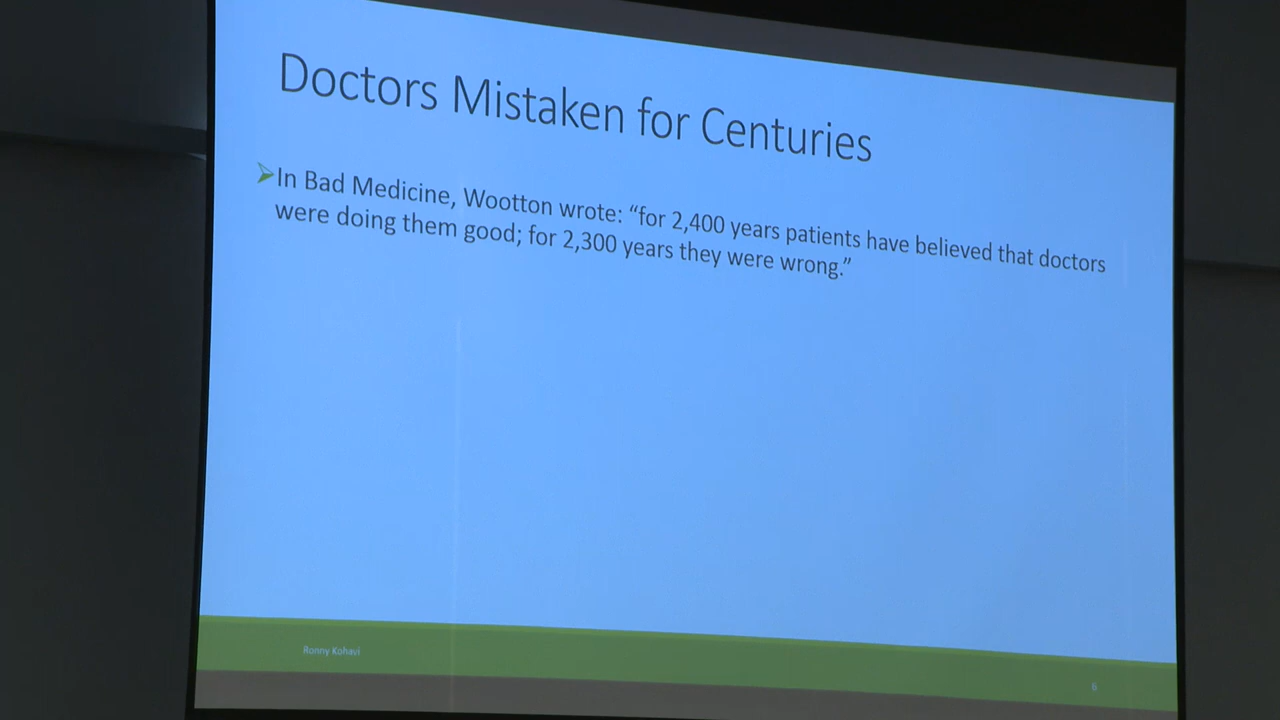 Doctors Mistaken for Centuries
In Bad Medicine, Wootton wrote: “for 2,400 years patients have believed that doctors
were doing them good; for 2,300 years they were wrong.”
Ronny Kohavi
6